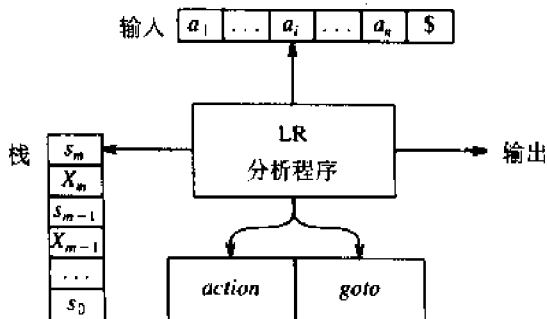 输入 a₁ ... aᵢ ... aₙ $
LR
分析程序
输出
栈
sₘ
Xₘ
sₘ₋₁
Xₘ₋₁
...
s₀
action goto